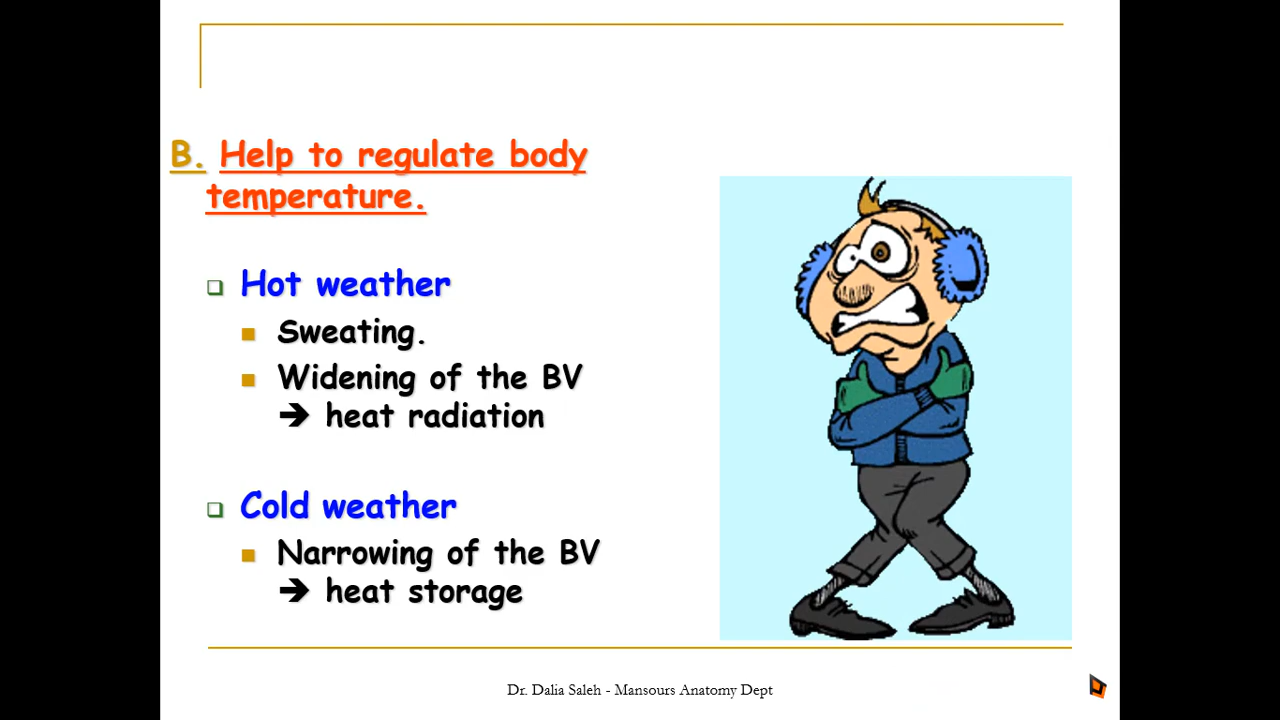 B. Help to regulate body
temperature.
Hot weather
Sweating.
Widening of the BV
➔ heat radiation
Cold weather
Narrowing of the BV
➔ heat storage
Dr. Dalia Saleh - Mansours Anatomy Dept